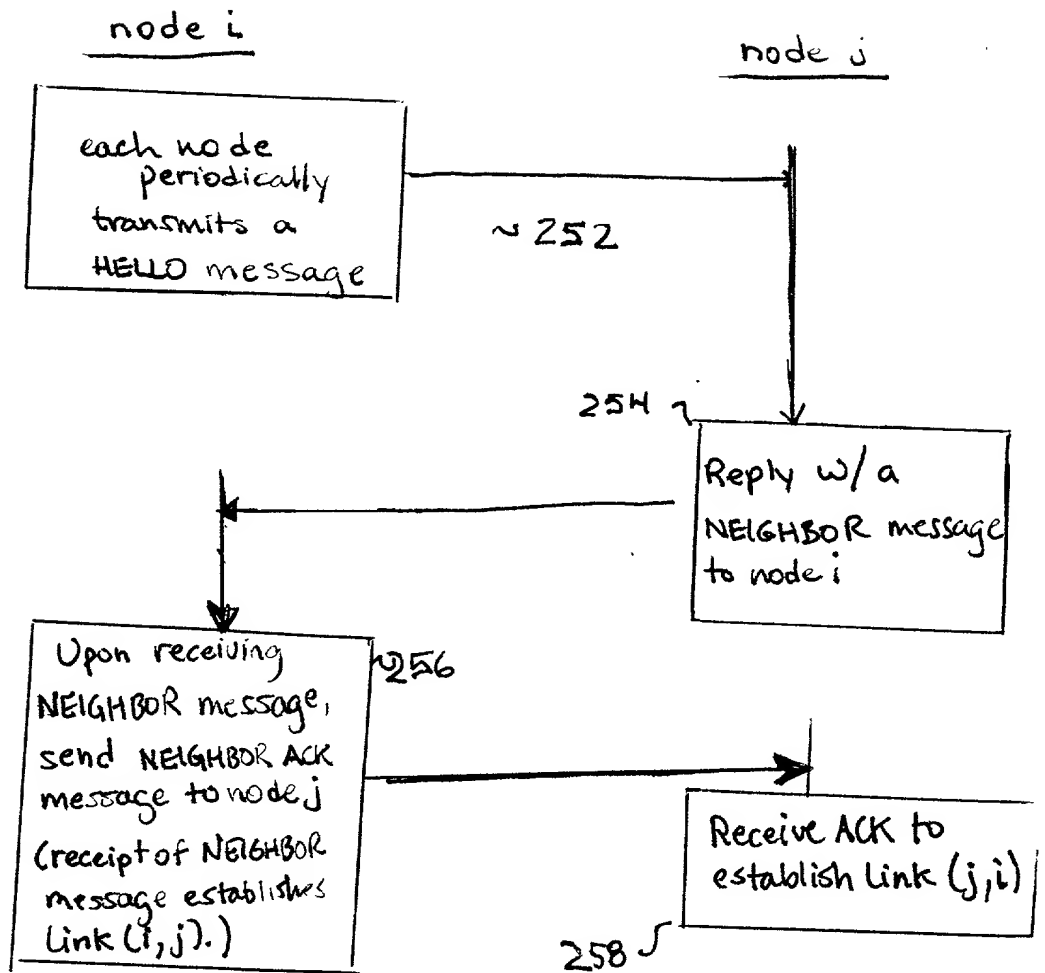 node i
node j
each node
periodically
transmits a
HELLO message
~ 252
254
Reply w/ a
NEIGHBOR message
to node i
Upon receiving
NEIGHBOR message,
send NEIGHBOR ACK
message to node j
(receipt of NEIGHBOR
message establishes
Link (i,j).)
~256
Receive ACK to
establish Link (j,i)
258